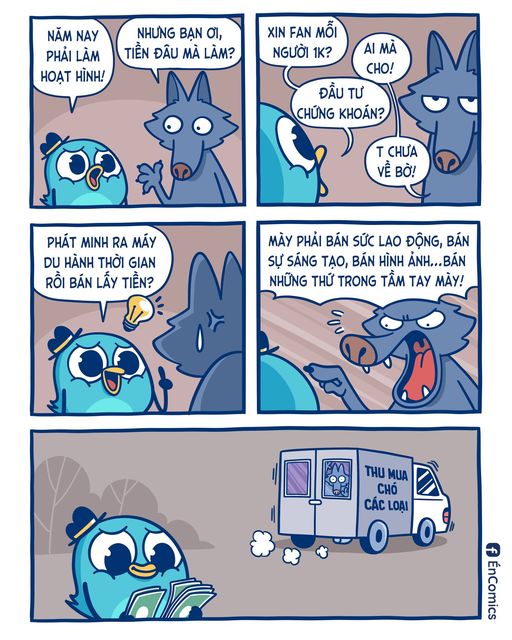 NĂM NAY
PHẢI LÀM
HOẠT HÌNH!
NHƯNG BẠN ƠI,
TIỀN ĐÂU MÀ LÀM?
XIN FAN MỖI
NGƯỜI 1K?
AI MÀ
CHO!
ĐẦU TƯ
CHỨNG KHOÁN?
T CHƯA
VỀ BỜ!
PHÁT MINH RA MÁY
DU HÀNH THỜI GIAN
RỒI BÁN LẤY TIỀN?
MÀY PHẢI BÁN SỨC LAO ĐỘNG, BÁN
SỰ SÁNG TẠO, BÁN HÌNH ẢNH...BÁN
NHỮNG THỨ TRONG TẦM TAY MÀY!
THU MUA
CHÓ
CÁC LOẠI
f ÉnComics